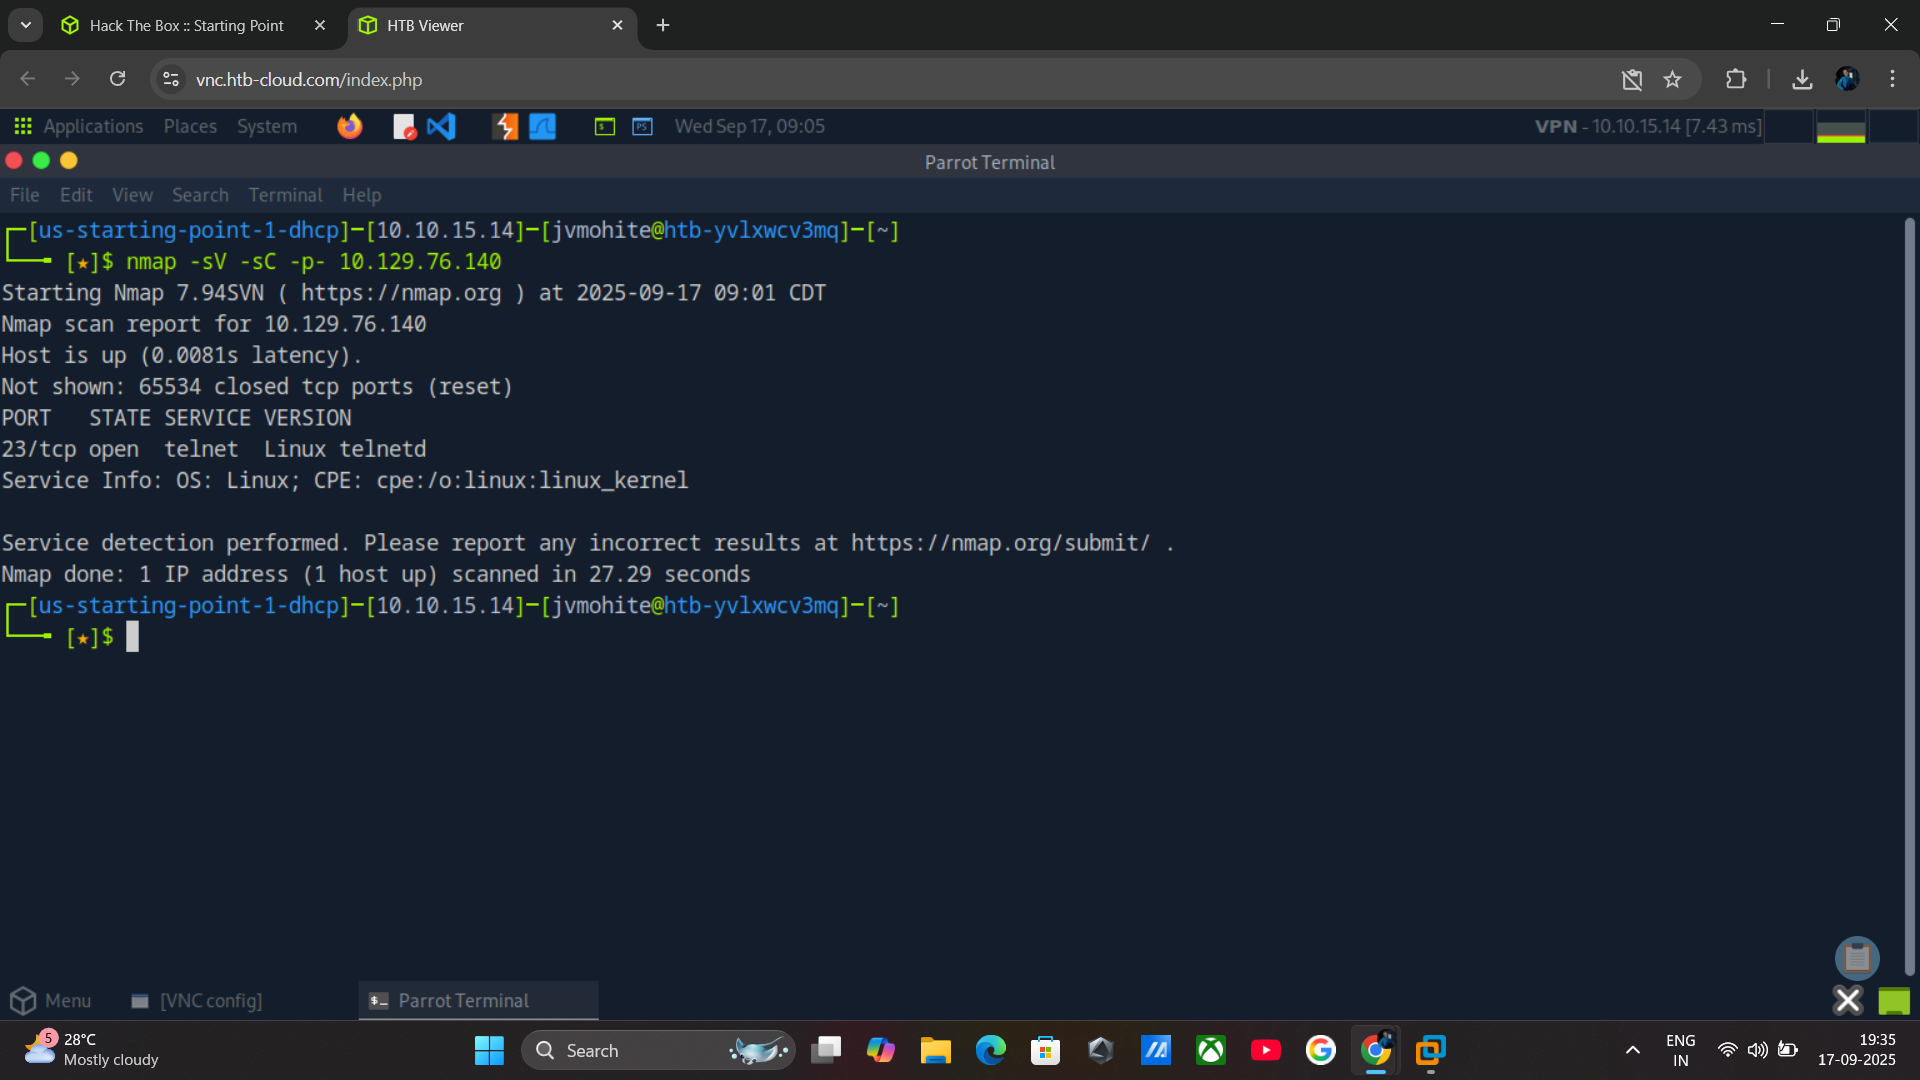 Hack The Box :: Starting Point
HTB Viewer
vnc.htb-cloud.com/index.php
Applications Places System
$ PS
Wed Sep 17, 09:05
VPN - 10.10.15.14 [7.43 ms]
Parrot Terminal
File Edit View Search Terminal Help
┌─[us-starting-point-1-dhcp]─[10.10.15.14]─[jvmohite@htb-yvlxwcv3mq]─[~]
└──╼ [★]$ nmap -sV -sC -p- 10.129.76.140
Starting Nmap 7.94SVN ( https://nmap.org ) at 2025-09-17 09:01 CDT
Nmap scan report for 10.129.76.140
Host is up (0.0081s latency).
Not shown: 65534 closed tcp ports (reset)
PORT   STATE SERVICE VERSION
23/tcp open  telnet  Linux telnetd
Service Info: OS: Linux; CPE: cpe:/o:linux:linux_kernel
Service detection performed. Please report any incorrect results at https://nmap.org/submit/ .
Nmap done: 1 IP address (1 host up) scanned in 27.29 seconds
┌─[us-starting-point-1-dhcp]─[10.10.15.14]─[jvmohite@htb-yvlxwcv3mq]─[~]
└──╼ [★]$
Menu
[VNC config]
$_ Parrot Terminal
5
28°C
Mostly cloudy
Search
ENG
IN
19:35
17-09-2025